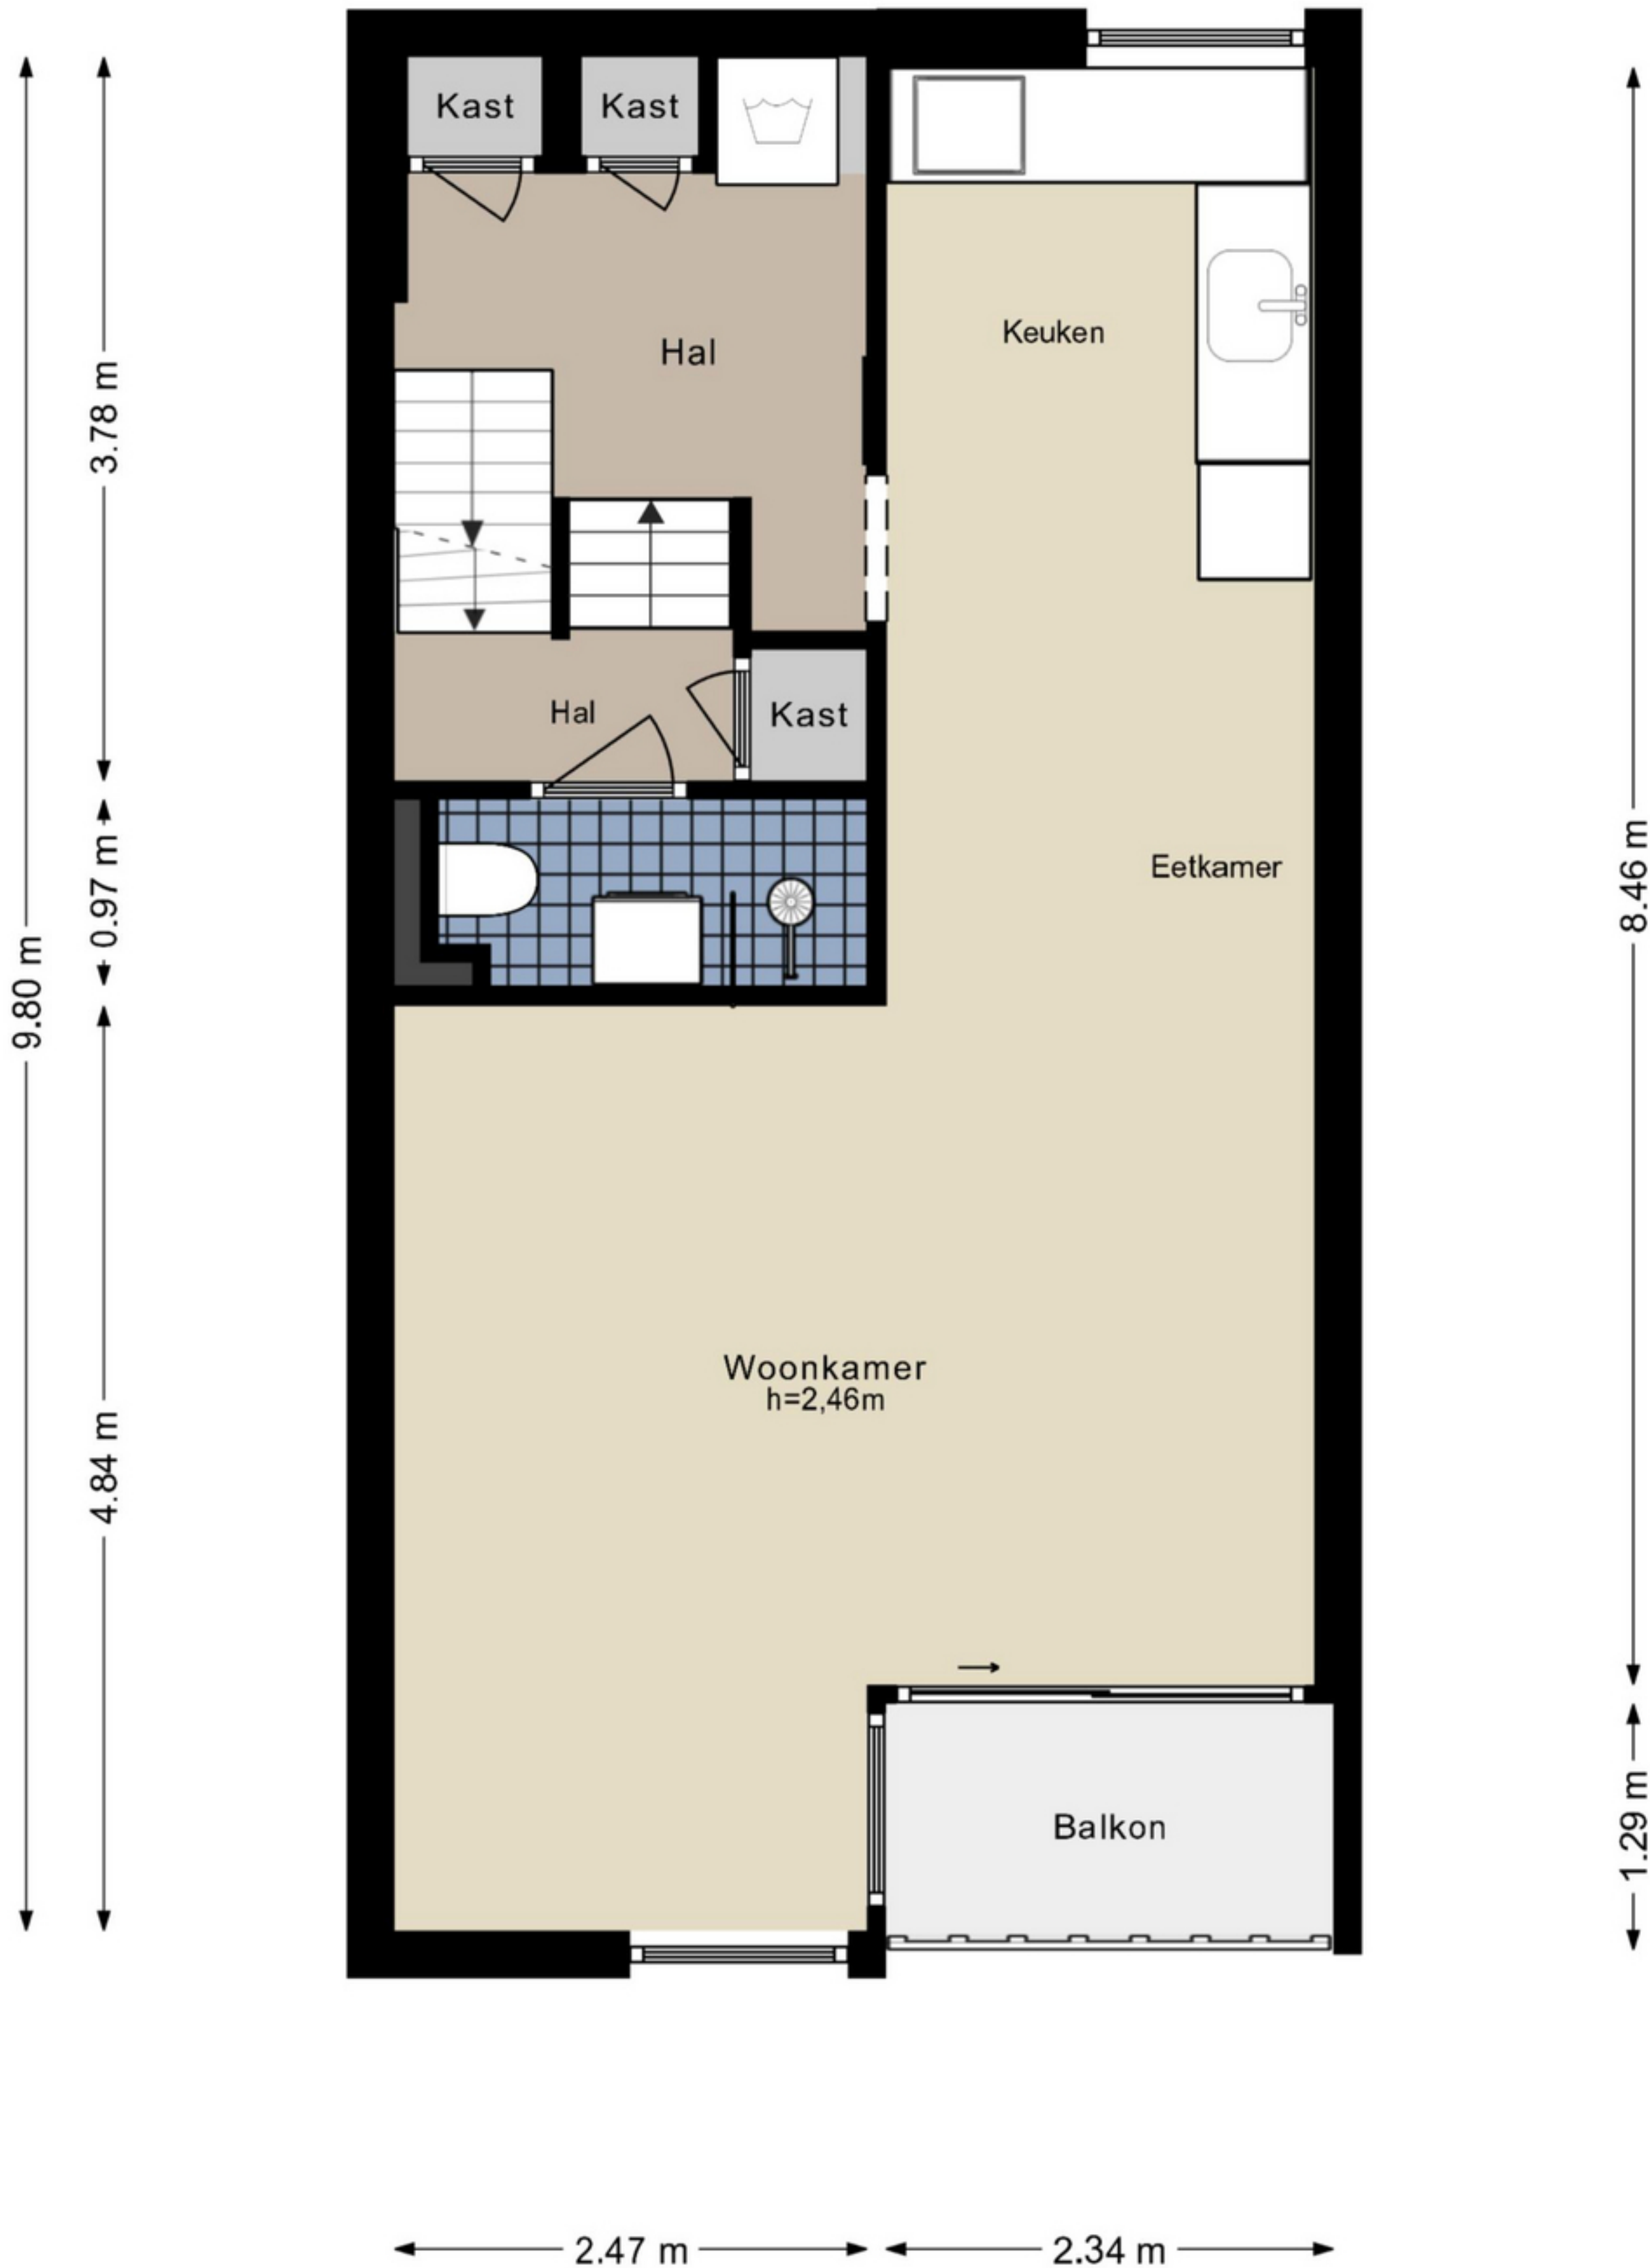 Kast
Kast
Hal
Keuken
3.78 m
Hal
Kast
Eetkamer
0.97 m
8.46 m
9.80 m
Woonkamer
h=2,46m
4.84 m
Balkon
1.29 m
2.47 m
2.34 m